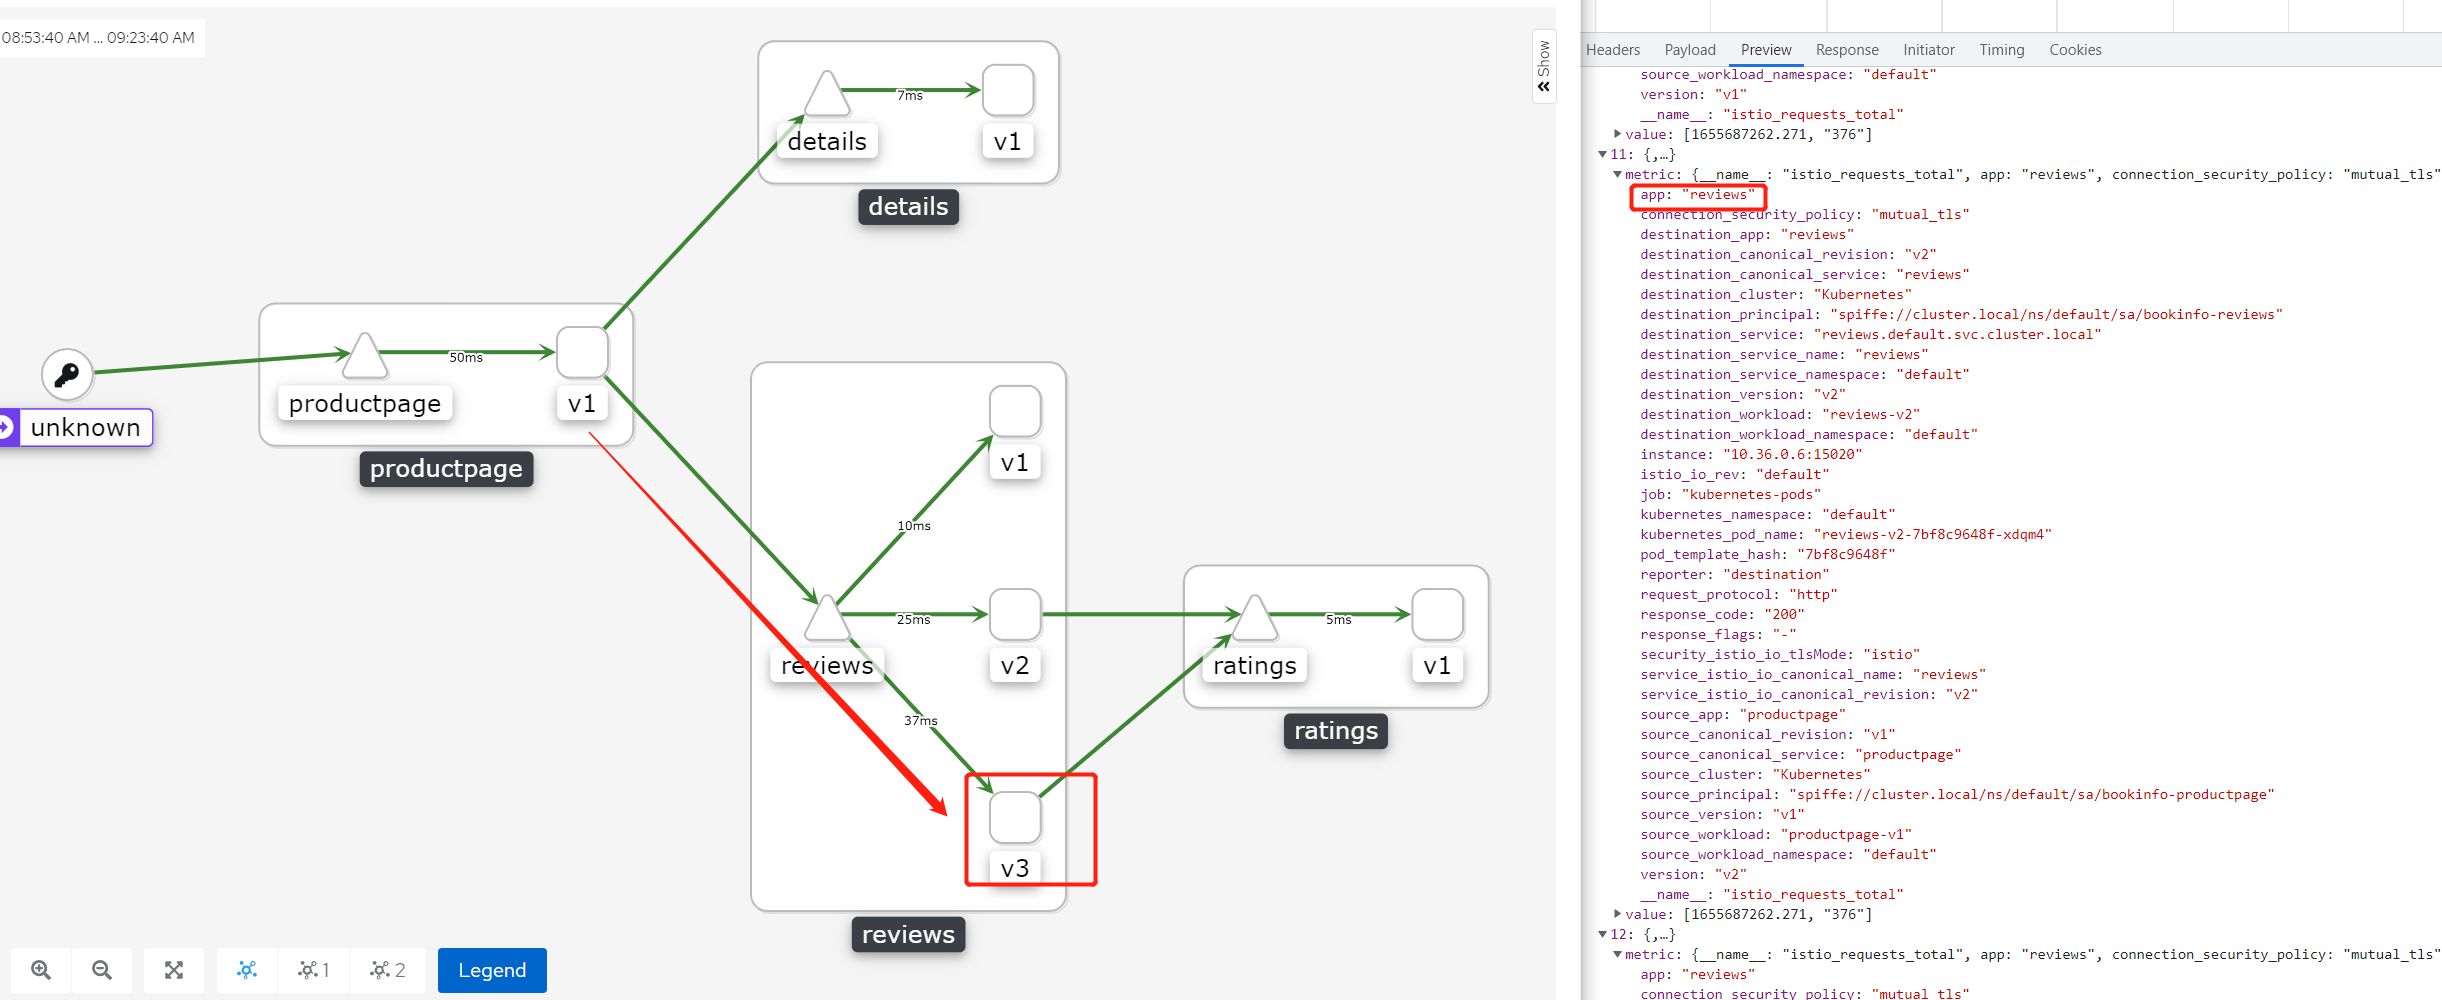 08:53:40 AM ... 09:23:40 AM
Show
7ms
details
v1
details
50ms
productpage
v1
productpage
unknown
v1
10ms
25ms
reviews
v2
37ms
v3
reviews
5ms
ratings
v1
ratings
1
2
Legend
Headers
Payload
Preview
Response
Initiator
Timing
Cookies
source_workload_namespace: "default"
version: "v1"
__name__: "istio_requests_total"
value: [1655687262.271, "376"]
11: {,…}
metric: {__name__: "istio_requests_total", app: "reviews", connection_security_policy: "mutual_tls"
app: "reviews"
connection_security_policy: "mutual_tls"
destination_app: "reviews"
destination_canonical_revision: "v2"
destination_canonical_service: "reviews"
destination_cluster: "Kubernetes"
destination_principal: "spiffe://cluster.local/ns/default/sa/bookinfo-reviews"
destination_service: "reviews.default.svc.cluster.local"
destination_service_name: "reviews"
destination_service_namespace: "default"
destination_version: "v2"
destination_workload: "reviews-v2"
destination_workload_namespace: "default"
instance: "10.36.0.6:15020"
istio_io_rev: "default"
job: "kubernetes-pods"
kubernetes_namespace: "default"
kubernetes_pod_name: "reviews-v2-7bf8c9648f-xdqm4"
pod_template_hash: "7bf8c9648f"
reporter: "destination"
request_protocol: "http"
response_code: "200"
response_flags: "-"
security_istio_io_tlsMode: "istio"
service_istio_io_canonical_name: "reviews"
service_istio_io_canonical_revision: "v2"
source_app: "productpage"
source_canonical_revision: "v1"
source_canonical_service: "productpage"
source_cluster: "Kubernetes"
source_principal: "spiffe://cluster.local/ns/default/sa/bookinfo-productpage"
source_version: "v1"
source_workload: "productpage-v1"
source_workload_namespace: "default"
version: "v2"
__name__: "istio_requests_total"
value: [1655687262.271, "376"]
12: {,…}
metric: {__name__: "istio_requests_total", app: "reviews", connection_security_policy: "mutual_tls"
app: "reviews"
connection_security_policy: "mutual_tls"